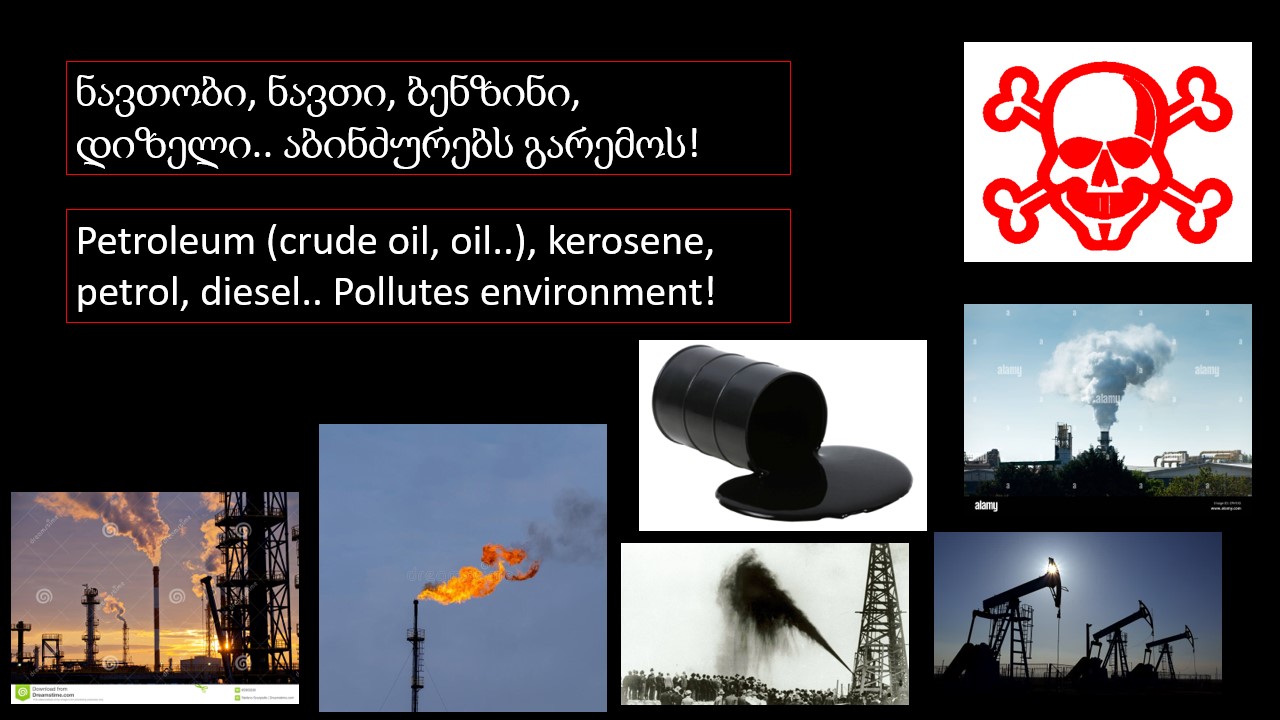 ნავთობი, ნავთი, ბენზინი,
დიზელი.. აბინძურებს გარემოს!
Petroleum (crude oil, oil..), kerosene,
petrol, diesel.. Pollutes environment!
alamy
alamy
alamy
alamy
www.alamy.com
Download from
Dreamstime.com